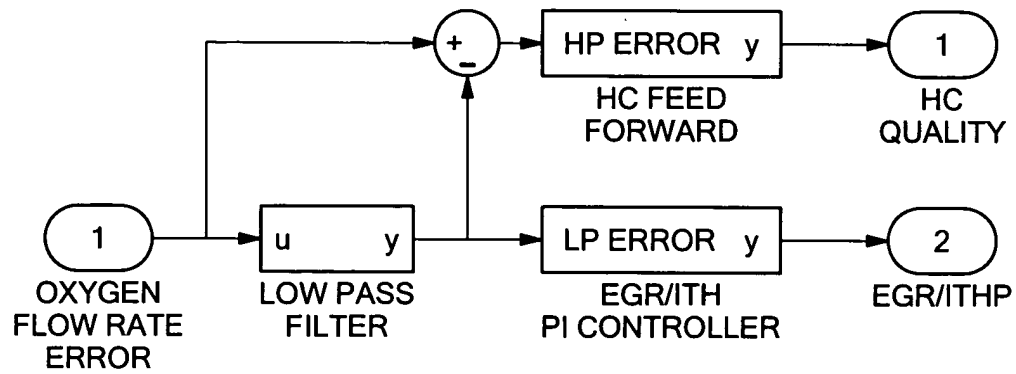 +
−
HP ERROR y
HC FEED
FORWARD
1
HC
QUALITY
1
OXYGEN
FLOW RATE
ERROR
u y
LOW PASS
FILTER
LP ERROR y
EGR/ITH
PI CONTROLLER
2
EGR/ITHP